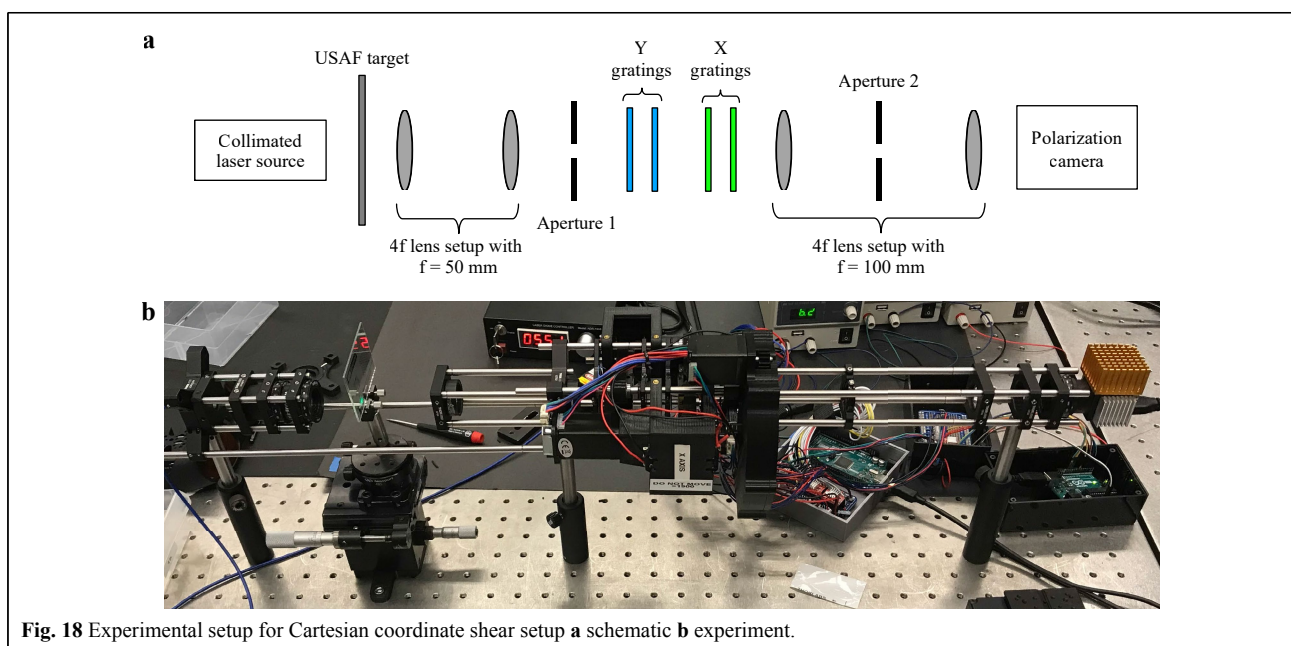 a
USAF target
Y
gratings
X
gratings
Aperture 2
Collimated
laser source
Polarization
camera
Aperture 1
4f lens setup with
f = 50 mm
4f lens setup with
f = 100 mm
b
X AXIS
DO NOT MOVE
Fig. 18 Experimental setup for Cartesian coordinate shear setup a schematic b experiment.